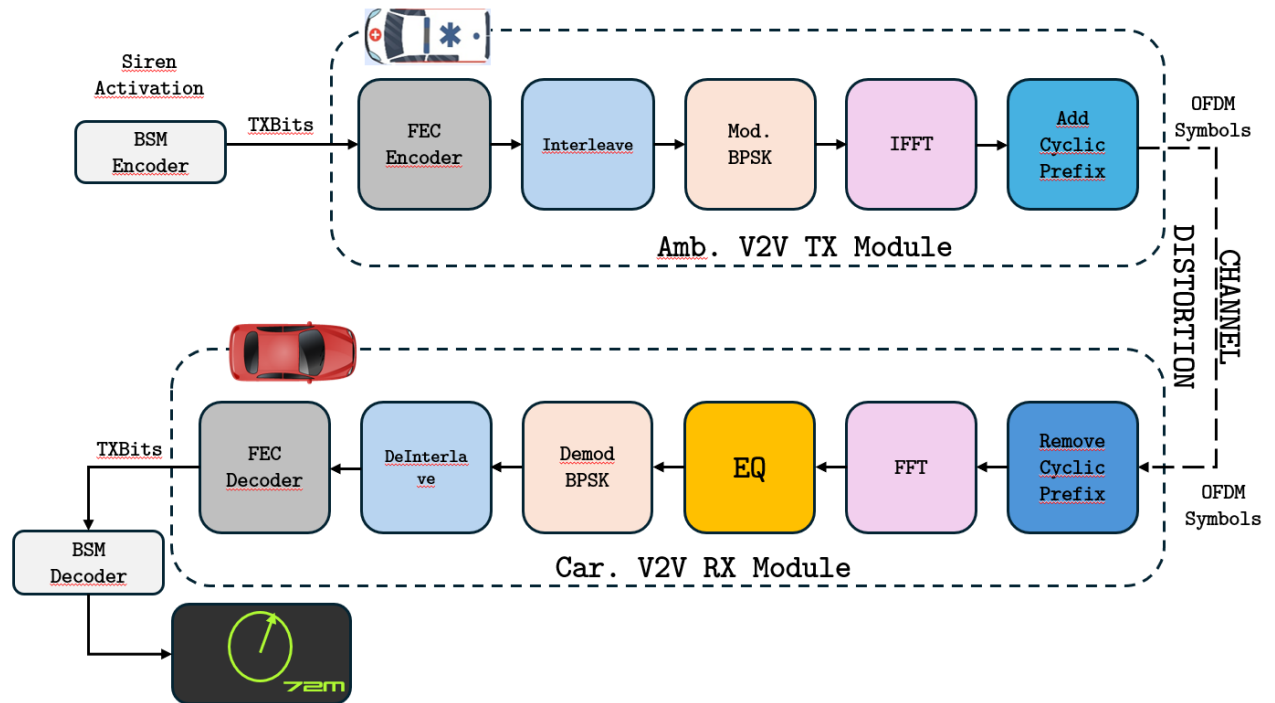 Siren
Activation
BSM
Encoder
TXBits
FEC
Encoder
Interleave
Mod.
BPSK
IFFT
Add
Cyclic
Prefix
OFDM
Symbols
Amb. V2V TX Module
CHANNEL
DISTORTION
OFDM
Symbols
Remove
Cyclic
Prefix
FFT
EQ
Demod
BPSK
DeInterla
ve
FEC
Decoder
TXBits
Car. V2V RX Module
BSM
Decoder
72M